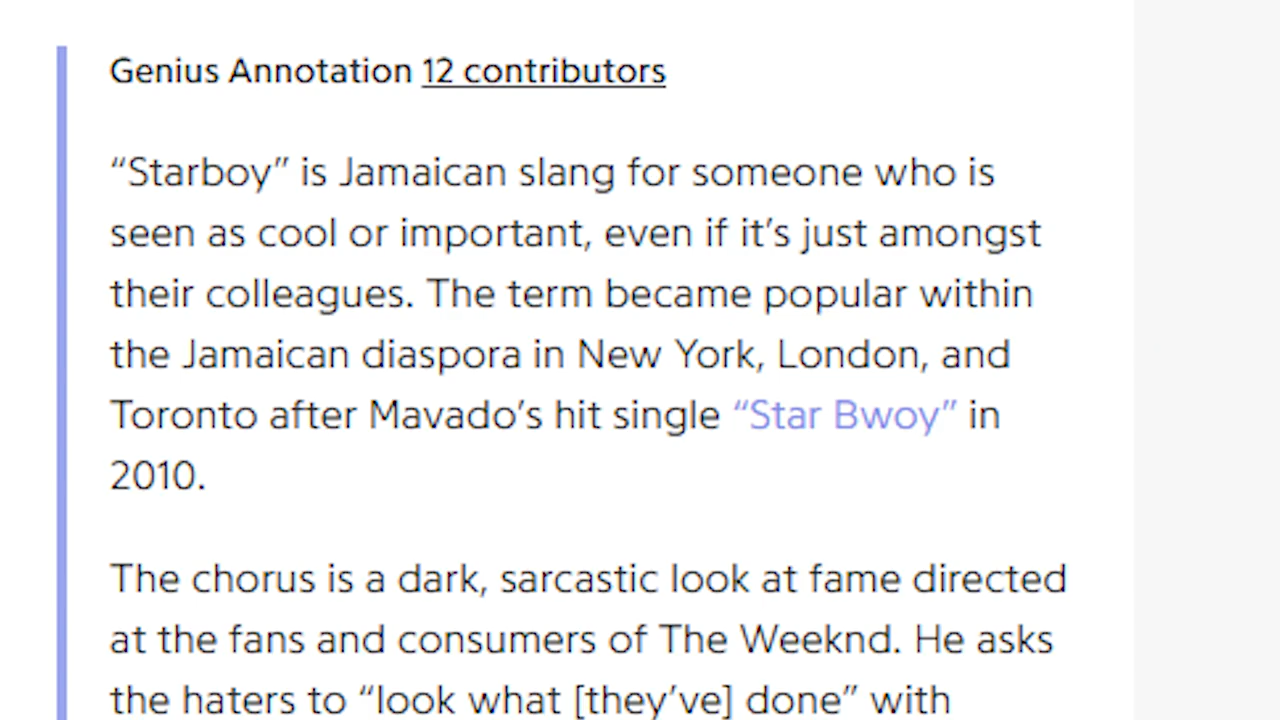 Genius Annotation 12 contributors
“Starboy” is Jamaican slang for someone who is
seen as cool or important, even if it’s just amongst
their colleagues. The term became popular within
the Jamaican diaspora in New York, London, and
Toronto after Mavado’s hit single “Star Bwoy” in
2010.
The chorus is a dark, sarcastic look at fame directed
at the fans and consumers of The Weeknd. He asks
the haters to “look what [they’ve] done” with